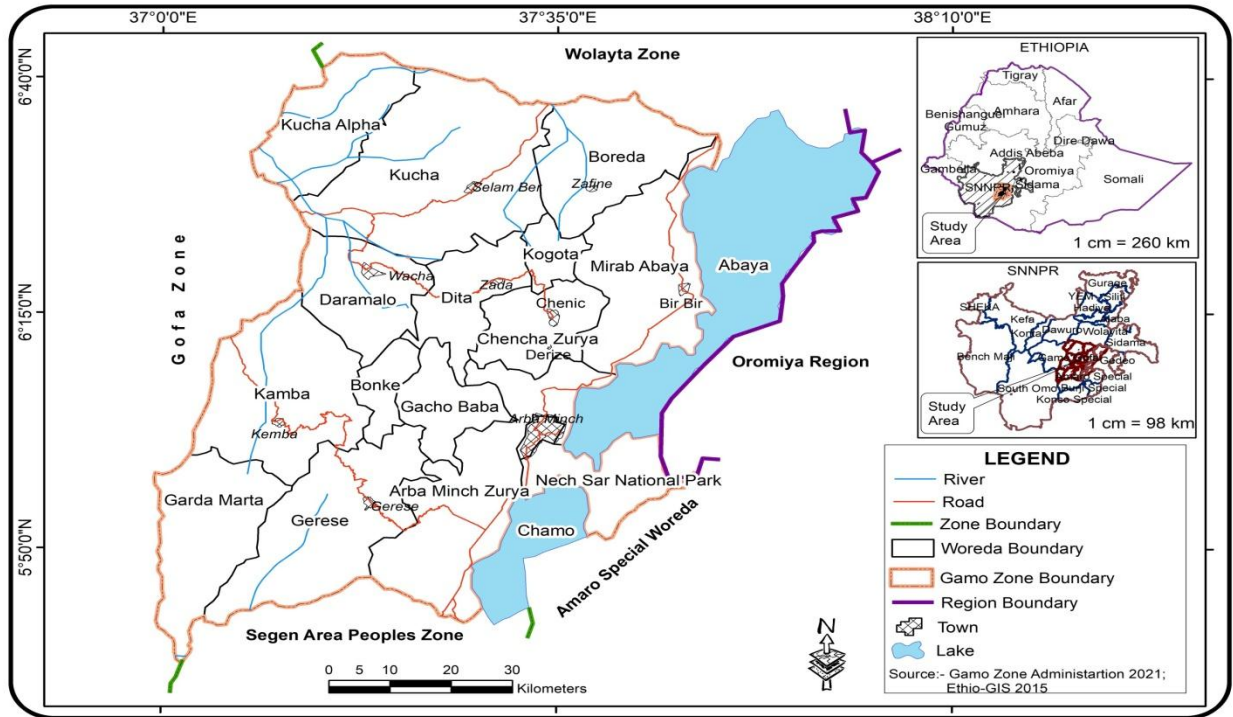 37°0'0"E
37°35'0"E
38°10'0"E
6°40'0"N
6°15'0"N
5°50'0"N
Wolayta Zone
Gofa Zone
Oromiya Region
Amaro Special Woreda
Segen Area Peoples Zone
Kucha Alpha
Kucha
Selam Ber
Boreda
Zafine
Kogota
Mirab Abaya
Abaya
Wacha
Daramalo
Dita
Zada
Chenic
Bir Bir
Chencha Zurya
Derize
Kamba
Kemba
Bonke
Gacho Baba
Arba Minch
Garda Marta
Gerese
Gerese
Arba Minch Zurya
Nech Sar National Park
Chamo
0 5 10 20 30
Kilometers
N
ETHIOPIA
Tigray
Afar
Amhara
Benishanguel
Gumuz
Dire Dawa
Addis Abeba
Gambella
Oromiya
SNNPR
Sidama
Somali
Study
Area
1 cm = 260 km
SNNPR
Gurage
YEM
Silti
Hadiya
SHEKA
Kefa
Konta
Dawuro
Wolayita
Sidama
Bench Maji
Gedeo
South Omo
Burji Special
Konso Special
Study
Area
1 cm = 98 km
LEGEND
River
Road
Zone Boundary
Woreda Boundary
Gamo Zone Boundary
Region Boundary
Town
Lake
Source:- Gamo Zone Administartion 2021;
Ethio-GIS 2015